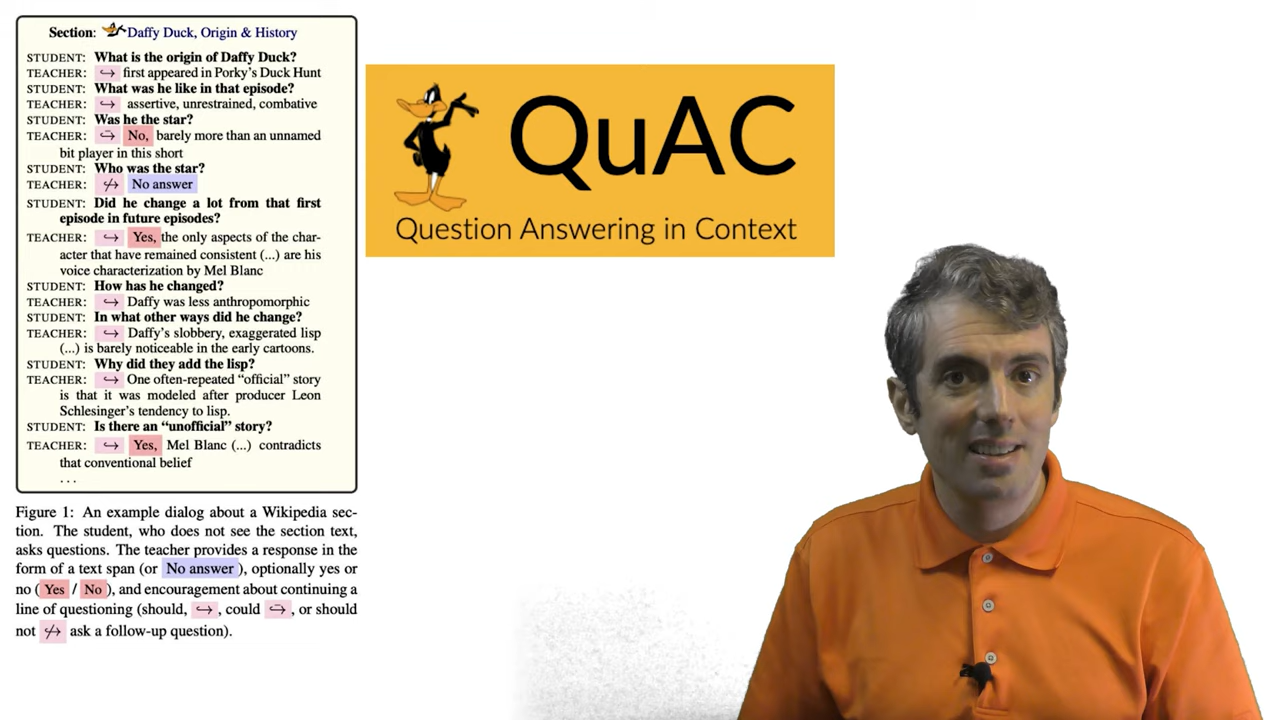 Section: Daffy Duck, Origin & History
STUDENT: What is the origin of Daffy Duck?
TEACHER: ↪ first appeared in Porky's Duck Hunt
STUDENT: What was he like in that episode?
TEACHER: ↪ assertive, unrestrained, combative
STUDENT: Was he the star?
TEACHER: No, barely more than an unnamed
bit player in this short
STUDENT: Who was the star?
TEACHER: No answer
STUDENT: Did he change a lot from that first
episode in future episodes?
TEACHER: ↪ Yes, the only aspects of the char-
acter that have remained consistent (...) are his
voice characterization by Mel Blanc
STUDENT: How has he changed?
TEACHER: ↪ Daffy was less anthropomorphic
STUDENT: In what other ways did he change?
TEACHER: ↪ Daffy's slobbery, exaggerated lisp
(...) is barely noticeable in the early cartoons.
STUDENT: Why did they add the lisp?
TEACHER: ↪ One often-repeated "official" story
is that it was modeled after producer Leon
Schlesinger's tendency to lisp.
STUDENT: Is there an "unofficial" story?
TEACHER: ↪ Yes, Mel Blanc (...) contradicts
that conventional belief
...
Figure 1: An example dialog about a Wikipedia sec-
tion. The student, who does not see the section text,
asks questions. The teacher provides a response in the
form of a text span (or No answer ), optionally yes or
no ( Yes / No ), and encouragement about continuing a
line of questioning (should, ↪ , could , or should
not ask a follow-up question).
QuAC
Question Answering in Context